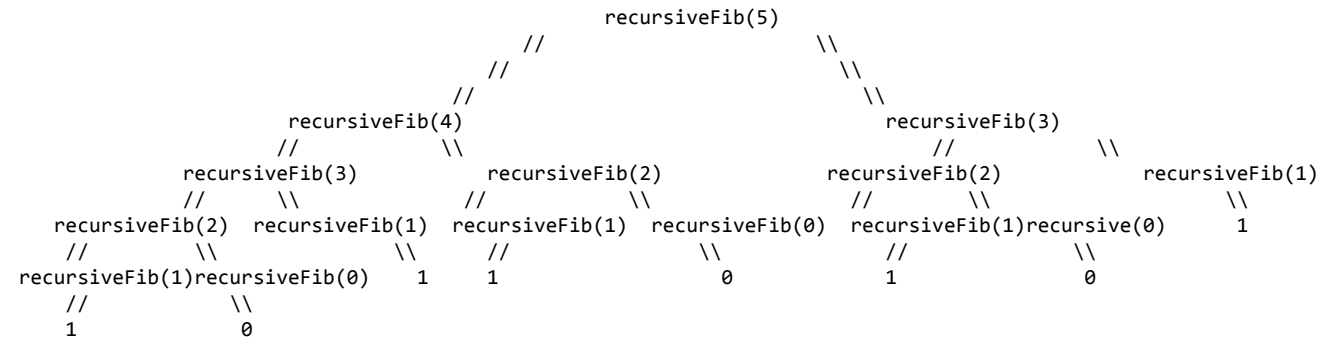 recursiveFib(5)
// \\
// \\
// \\
recursiveFib(4) recursiveFib(3)
// \\ // \\
recursiveFib(3) recursiveFib(2) recursiveFib(2) recursiveFib(1)
// \\ // \\ // \\ \\
recursiveFib(2) recursiveFib(1) recursiveFib(1) recursiveFib(0) recursiveFib(1)recursive(0) 1
// \\ \\ // \\ // \\
recursiveFib(1)recursiveFib(0) 1 1 0 1 0
// \\
1 0